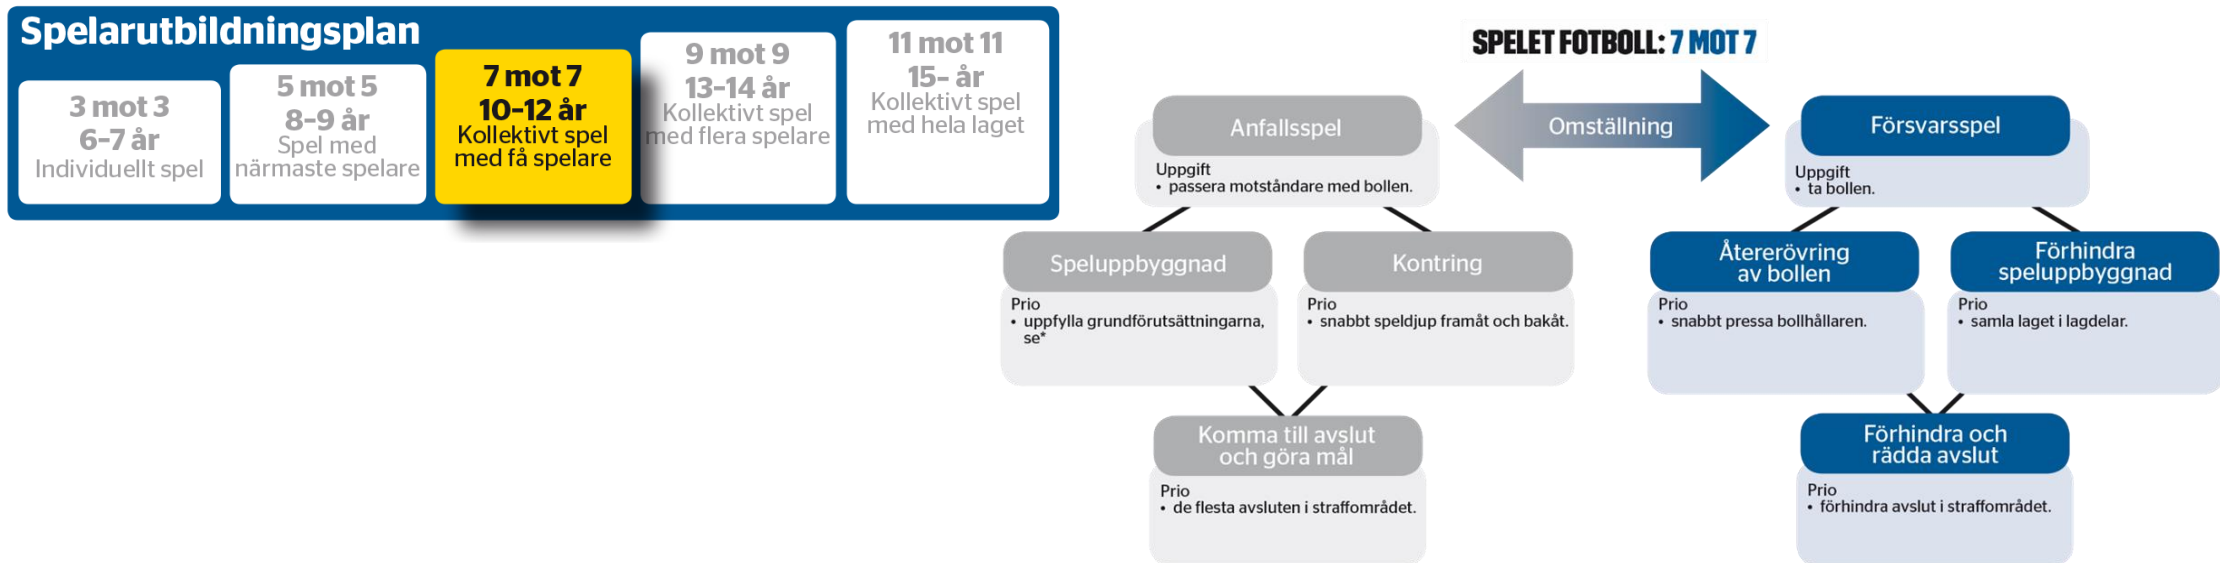 Spelarutbildningsplan
3 mot 3
6-7 år
Individuellt spel
5 mot 5
8-9 år
Spel med
närmaste spelare
7 mot 7
10-12 år
Kollektivt spel
med få spelare
9 mot 9
13-14 år
Kollektivt spel
med flera spelare
11 mot 11
15- år
Kollektivt spel
med hela laget
SPELET FOTBOLL: 7 MOT 7
Anfallsspel
Uppgift
• passera motståndare med bollen.
Omställning
Försvarsspel
Uppgift
• ta bollen.
Speluppbyggnad
Prio
• uppfylla grundförutsättningarna,
se*
Kontring
Prio
• snabbt speldjup framåt och bakåt.
Återerövring
av bollen
Prio
• snabbt pressa bollhållaren.
Förhindra
speluppbyggnad
Prio
• samla laget i lagdelar.
Komma till avslut
och göra mål
Prio
• de flesta avsluten i straffområdet.
Förhindra och
rädda avslut
Prio
• förhindra avslut i straffområdet.